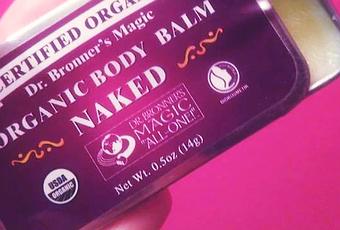 CERTIFIED ORGA
Dr. Bronner's Magic
ORGANIC BODY BALM
NAKED
DR. BRONNER'S
MAGIC
"ALL-ONE!"
Net Wt. 0.5oz (14g)
USDA
ORGANIC